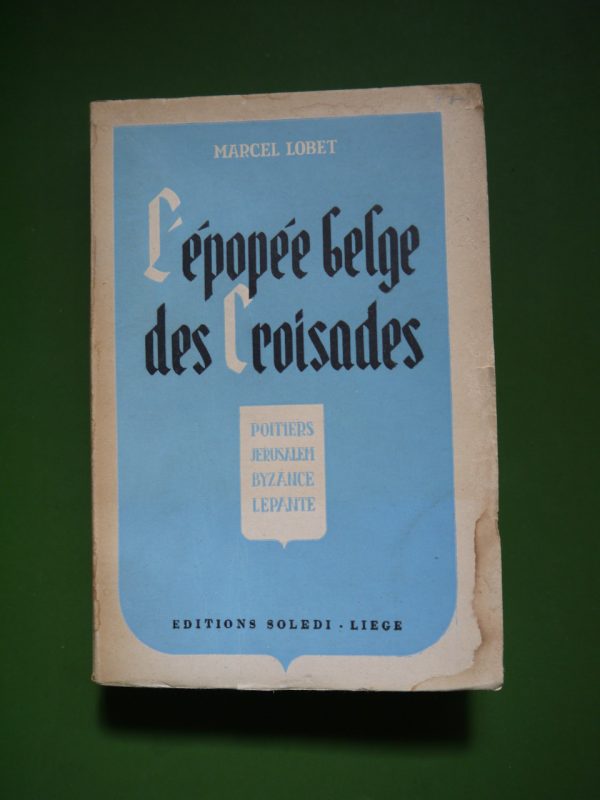 MARCEL LOBET
L'épopée belge
des Croisades
POITIERS
JERUSALEM
BYZANCE
LEPANTE
EDITIONS SOLEDI - LIEGE